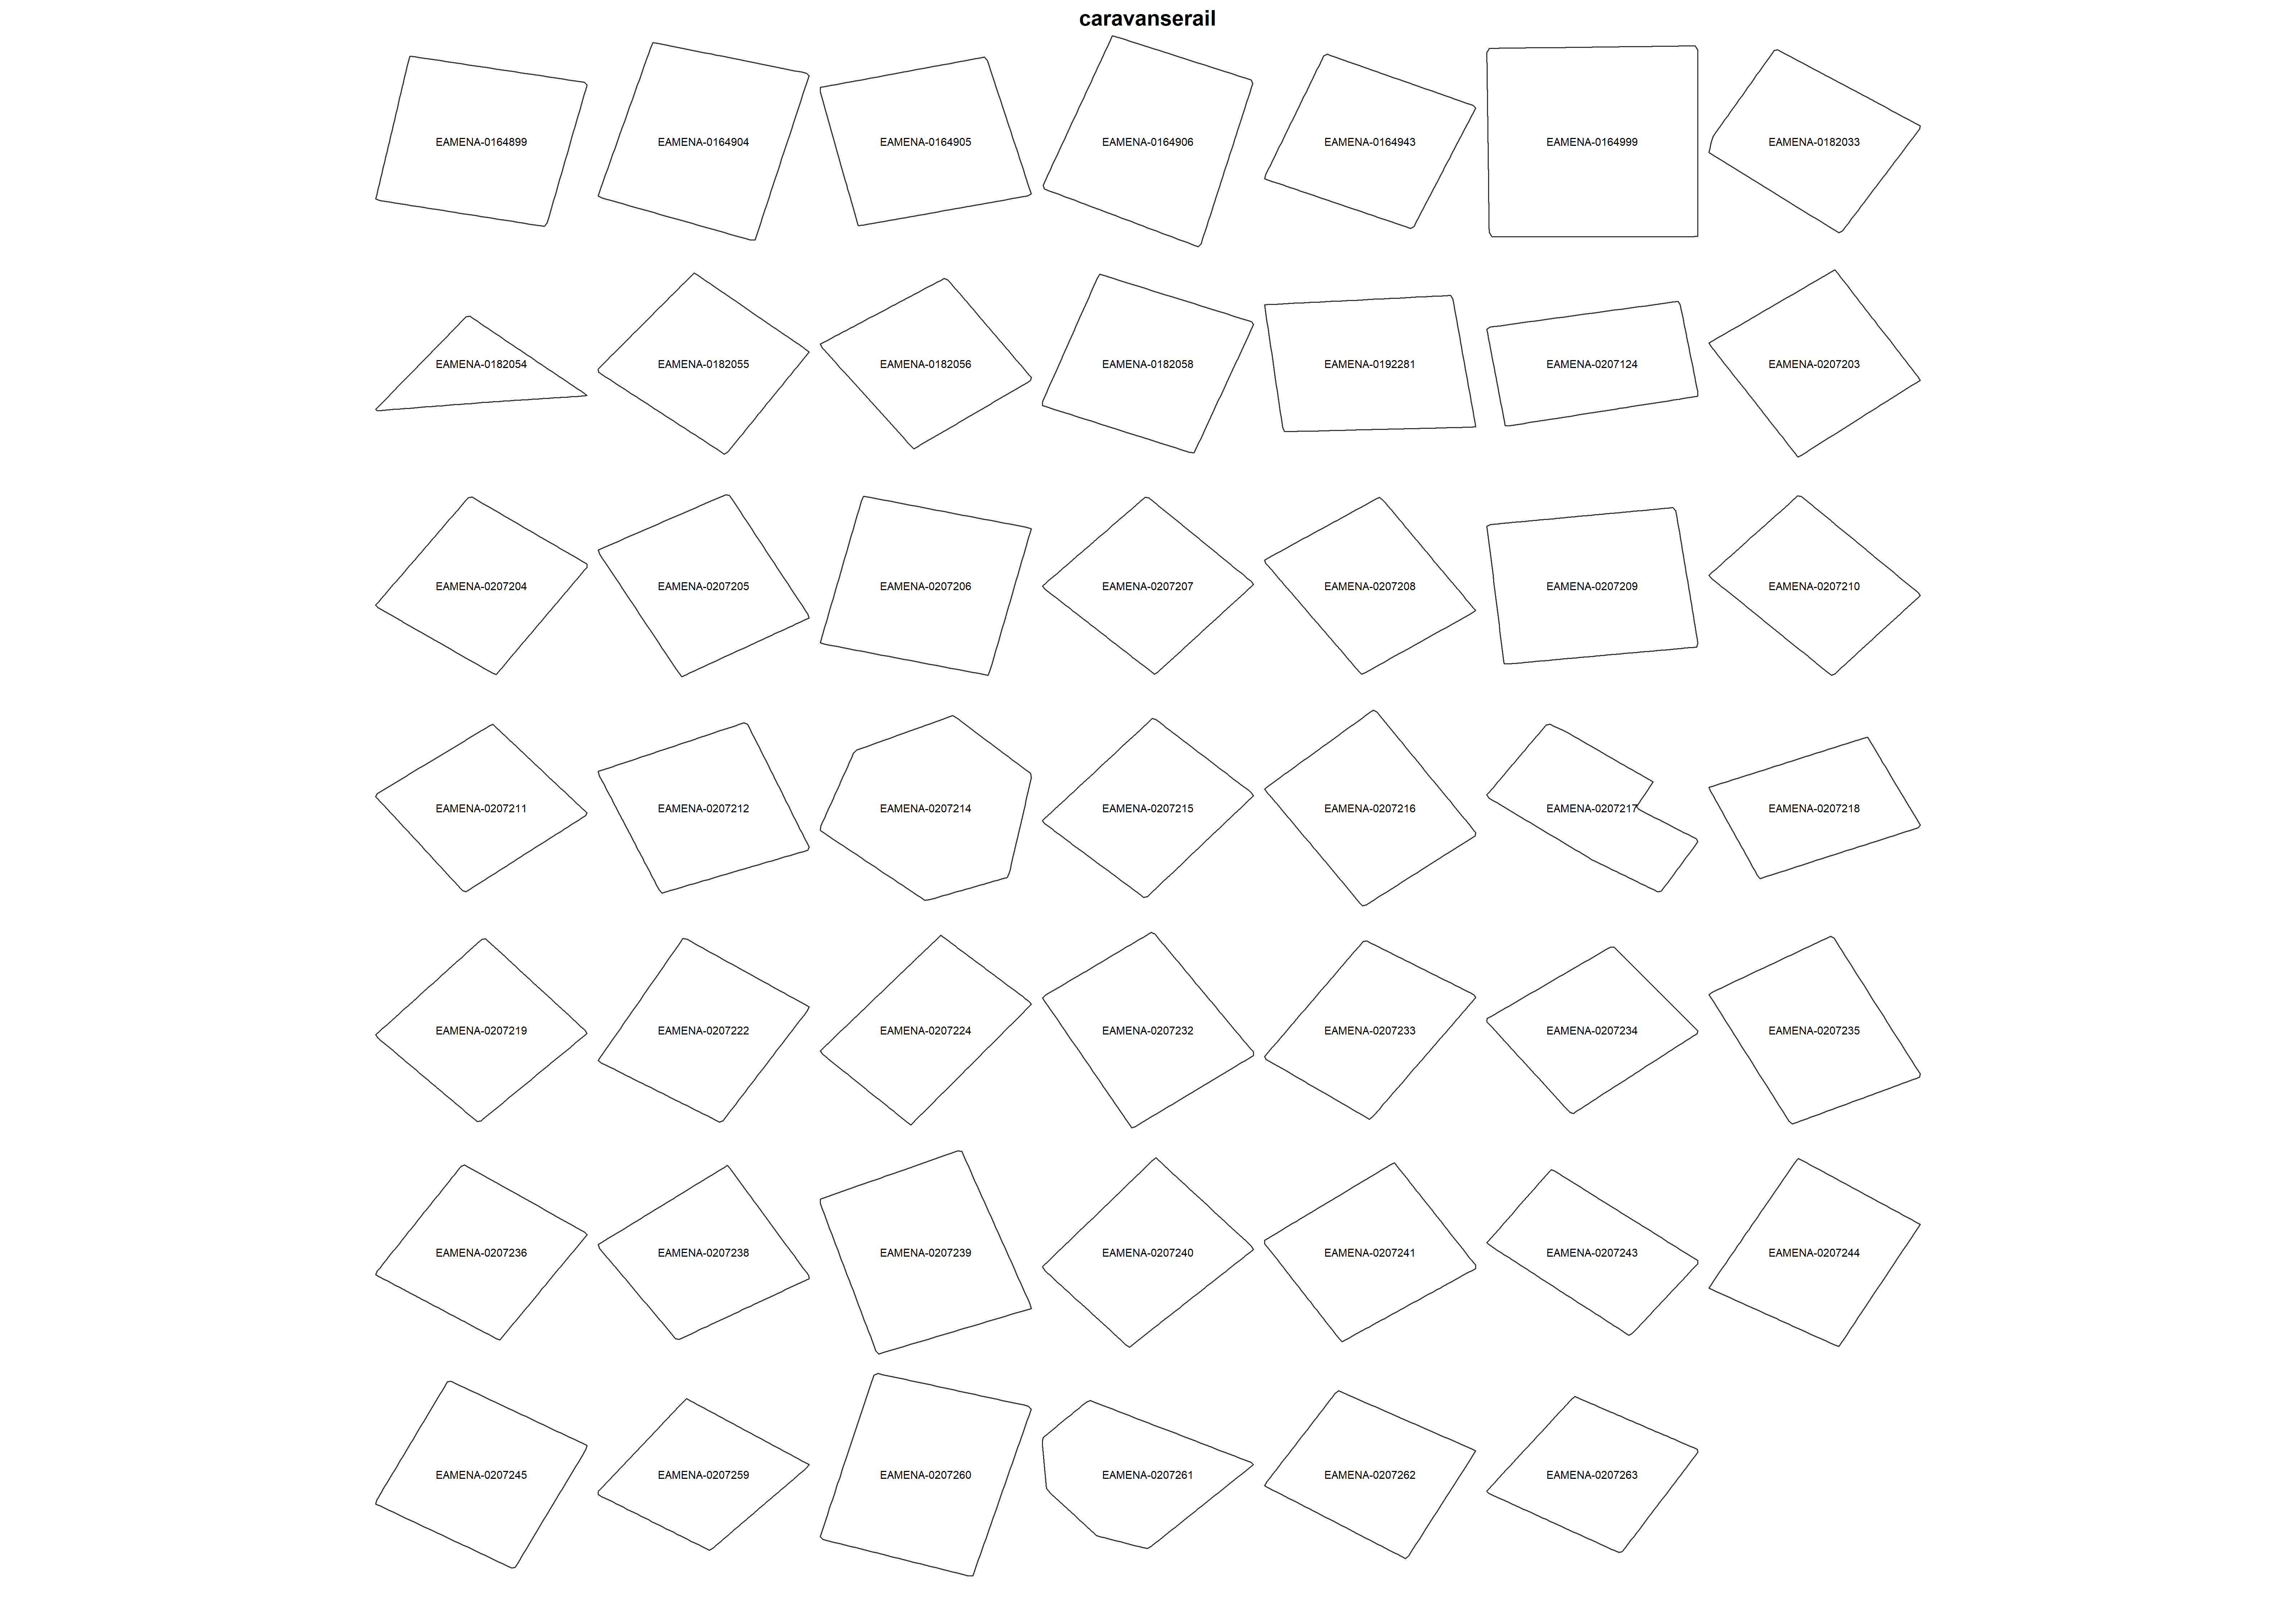 caravanserail
EAMENA-0164899 EAMENA-0164904 EAMENA-0164905 EAMENA-0164906 EAMENA-0164943 EAMENA-0164999 EAMENA-0182033
EAMENA-0182054 EAMENA-0182055 EAMENA-0182056 EAMENA-0182058 EAMENA-0192281 EAMENA-0207124 EAMENA-0207203
EAMENA-0207204 EAMENA-0207205 EAMENA-0207206 EAMENA-0207207 EAMENA-0207208 EAMENA-0207209 EAMENA-0207210
EAMENA-0207211 EAMENA-0207212 EAMENA-0207214 EAMENA-0207215 EAMENA-0207216 EAMENA-0207217 EAMENA-0207218
EAMENA-0207219 EAMENA-0207222 EAMENA-0207224 EAMENA-0207232 EAMENA-0207233 EAMENA-0207234 EAMENA-0207235
EAMENA-0207236 EAMENA-0207238 EAMENA-0207239 EAMENA-0207240 EAMENA-0207241 EAMENA-0207243 EAMENA-0207244
EAMENA-0207245 EAMENA-0207259 EAMENA-0207260 EAMENA-0207261 EAMENA-0207262 EAMENA-0207263